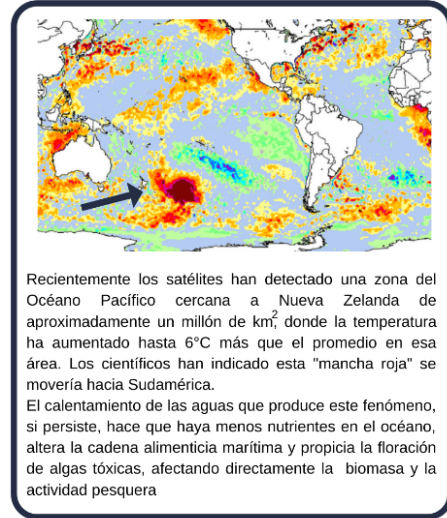 Recientemente los satélites han detectado una zona del
Océano Pacífico cercana a Nueva Zelanda de
aproximadamente un millón de km², donde la temperatura
ha aumentado hasta 6°C más que el promedio en esa
área. Los científicos han indicado esta "mancha roja" se
movería hacia Sudamérica.
El calentamiento de las aguas que produce este fenómeno,
si persiste, hace que haya menos nutrientes en el océano,
altera la cadena alimenticia marítima y propicia la floración
de algas tóxicas, afectando directamente la biomasa y la
actividad pesquera